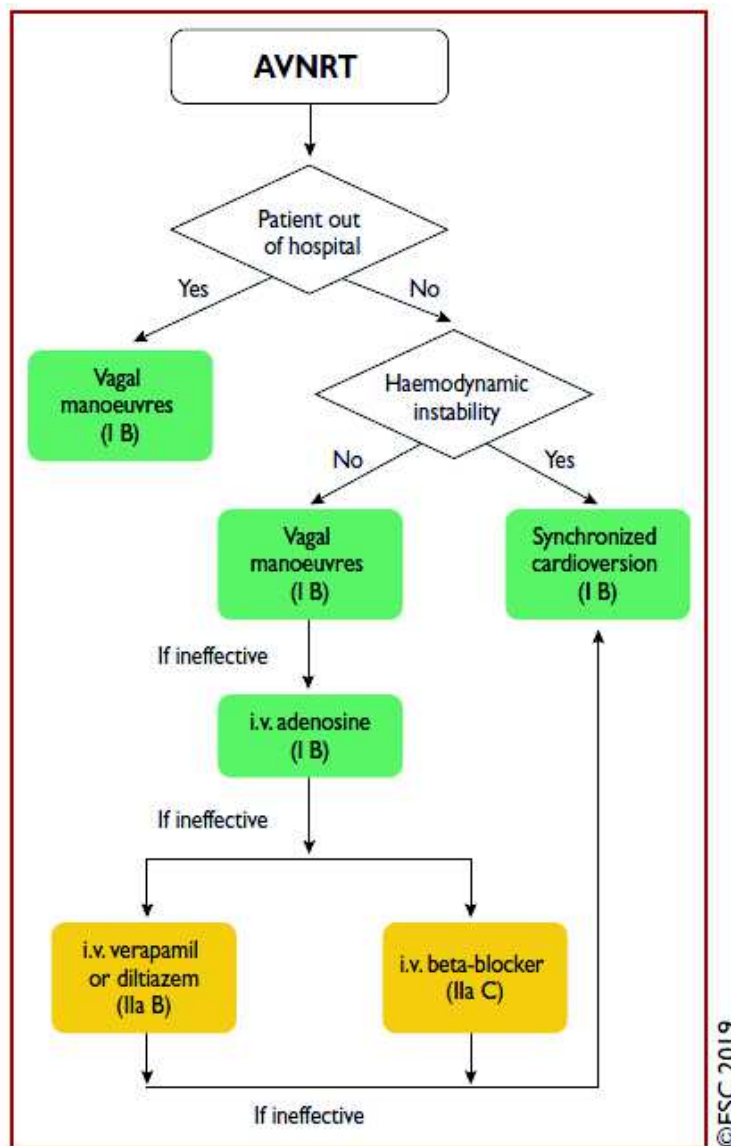 AVNRT
Patient out
of hospital
Yes
No
Vagal
manoeuvres
(I B)
Haemodynamic
instability
No
Yes
Vagal
manoeuvres
(I B)
Synchronized
cardioversion
(I B)
If ineffective
i.v. adenosine
(I B)
If ineffective
i.v. verapamil
or diltiazem
(IIa B)
i.v. beta-blocker
(IIa C)
If ineffective
©ESC 2019